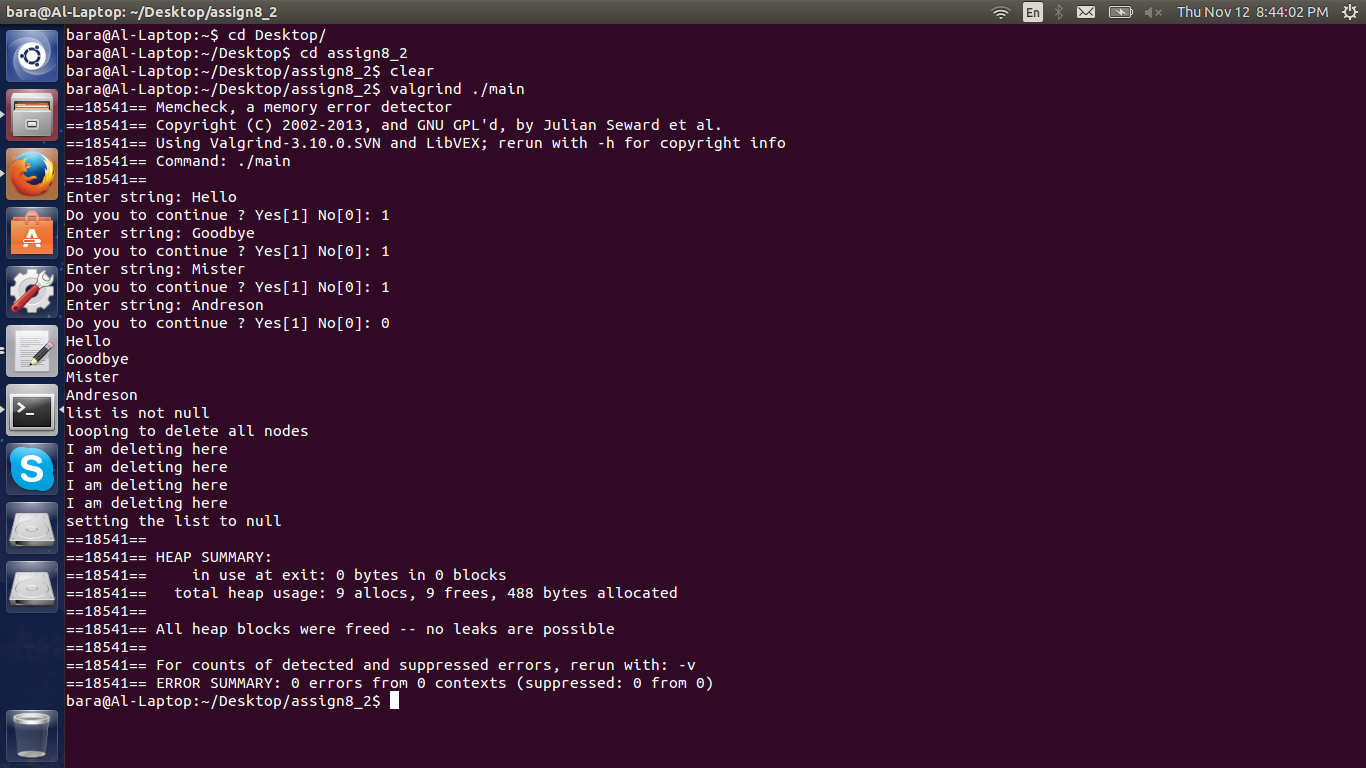 bara@Al-Laptop: ~/Desktop/assign8_2 En Thu Nov 12 8:44:02 PM
bara@Al-Laptop:~$ cd Desktop/
bara@Al-Laptop:~/Desktop$ cd assign8_2
bara@Al-Laptop:~/Desktop/assign8_2$ clear
bara@Al-Laptop:~/Desktop/assign8_2$ valgrind ./main
==18541== Memcheck, a memory error detector
==18541== Copyright (C) 2002-2013, and GNU GPL'd, by Julian Seward et al.
==18541== Using Valgrind-3.10.0.SVN and LibVEX; rerun with -h for copyright info
==18541== Command: ./main
==18541==
Enter string: Hello
Do you to continue ? Yes[1] No[0]: 1
Enter string: Goodbye
Do you to continue ? Yes[1] No[0]: 1
Enter string: Mister
Do you to continue ? Yes[1] No[0]: 1
Enter string: Andreson
Do you to continue ? Yes[1] No[0]: 0
Hello
Goodbye
Mister
Andreson
list is not null
looping to delete all nodes
I am deleting here
I am deleting here
I am deleting here
I am deleting here
setting the list to null
==18541==
==18541== HEAP SUMMARY:
==18541==     in use at exit: 0 bytes in 0 blocks
==18541==   total heap usage: 9 allocs, 9 frees, 488 bytes allocated
==18541==
==18541== All heap blocks were freed -- no leaks are possible
==18541==
==18541== For counts of detected and suppressed errors, rerun with: -v
==18541== ERROR SUMMARY: 0 errors from 0 contexts (suppressed: 0 from 0)
bara@Al-Laptop:~/Desktop/assign8_2$